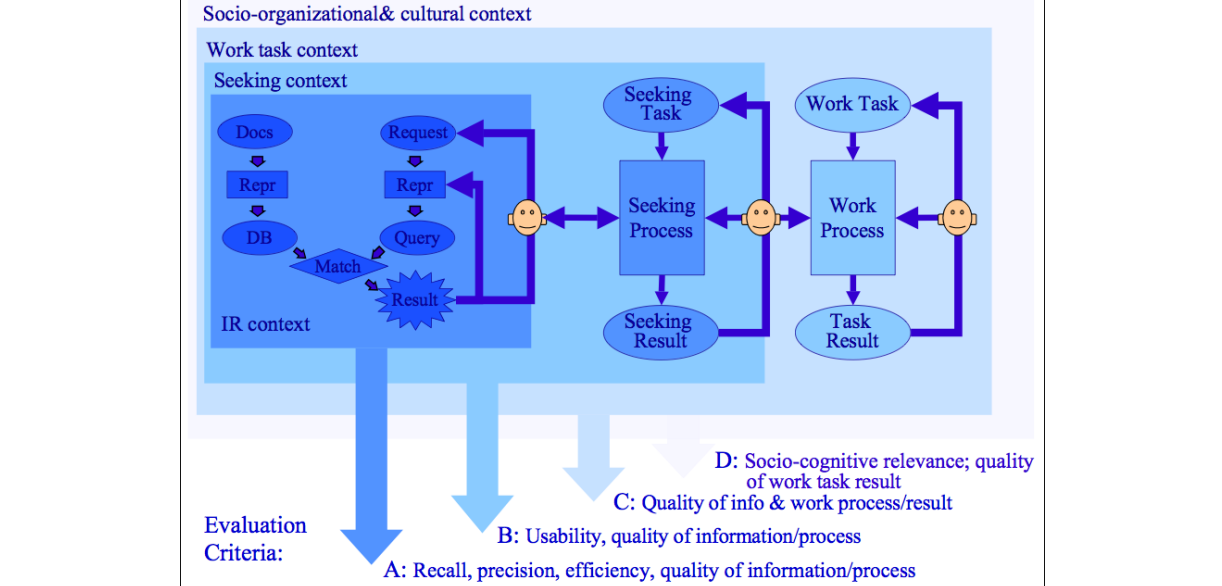 Socio-organizational& cultural context
Work task context
Seeking context
Docs
Repr
DB
Request
Repr
Query
Match
Result
IR context
Seeking
Task
Seeking
Process
Seeking
Result
Work Task
Work
Process
Task
Result
D: Socio-cognitive relevance; quality
of work task result
C: Quality of info & work process/result
B: Usability, quality of information/process
Evaluation
Criteria:
A: Recall, precision, efficiency, quality of information/process